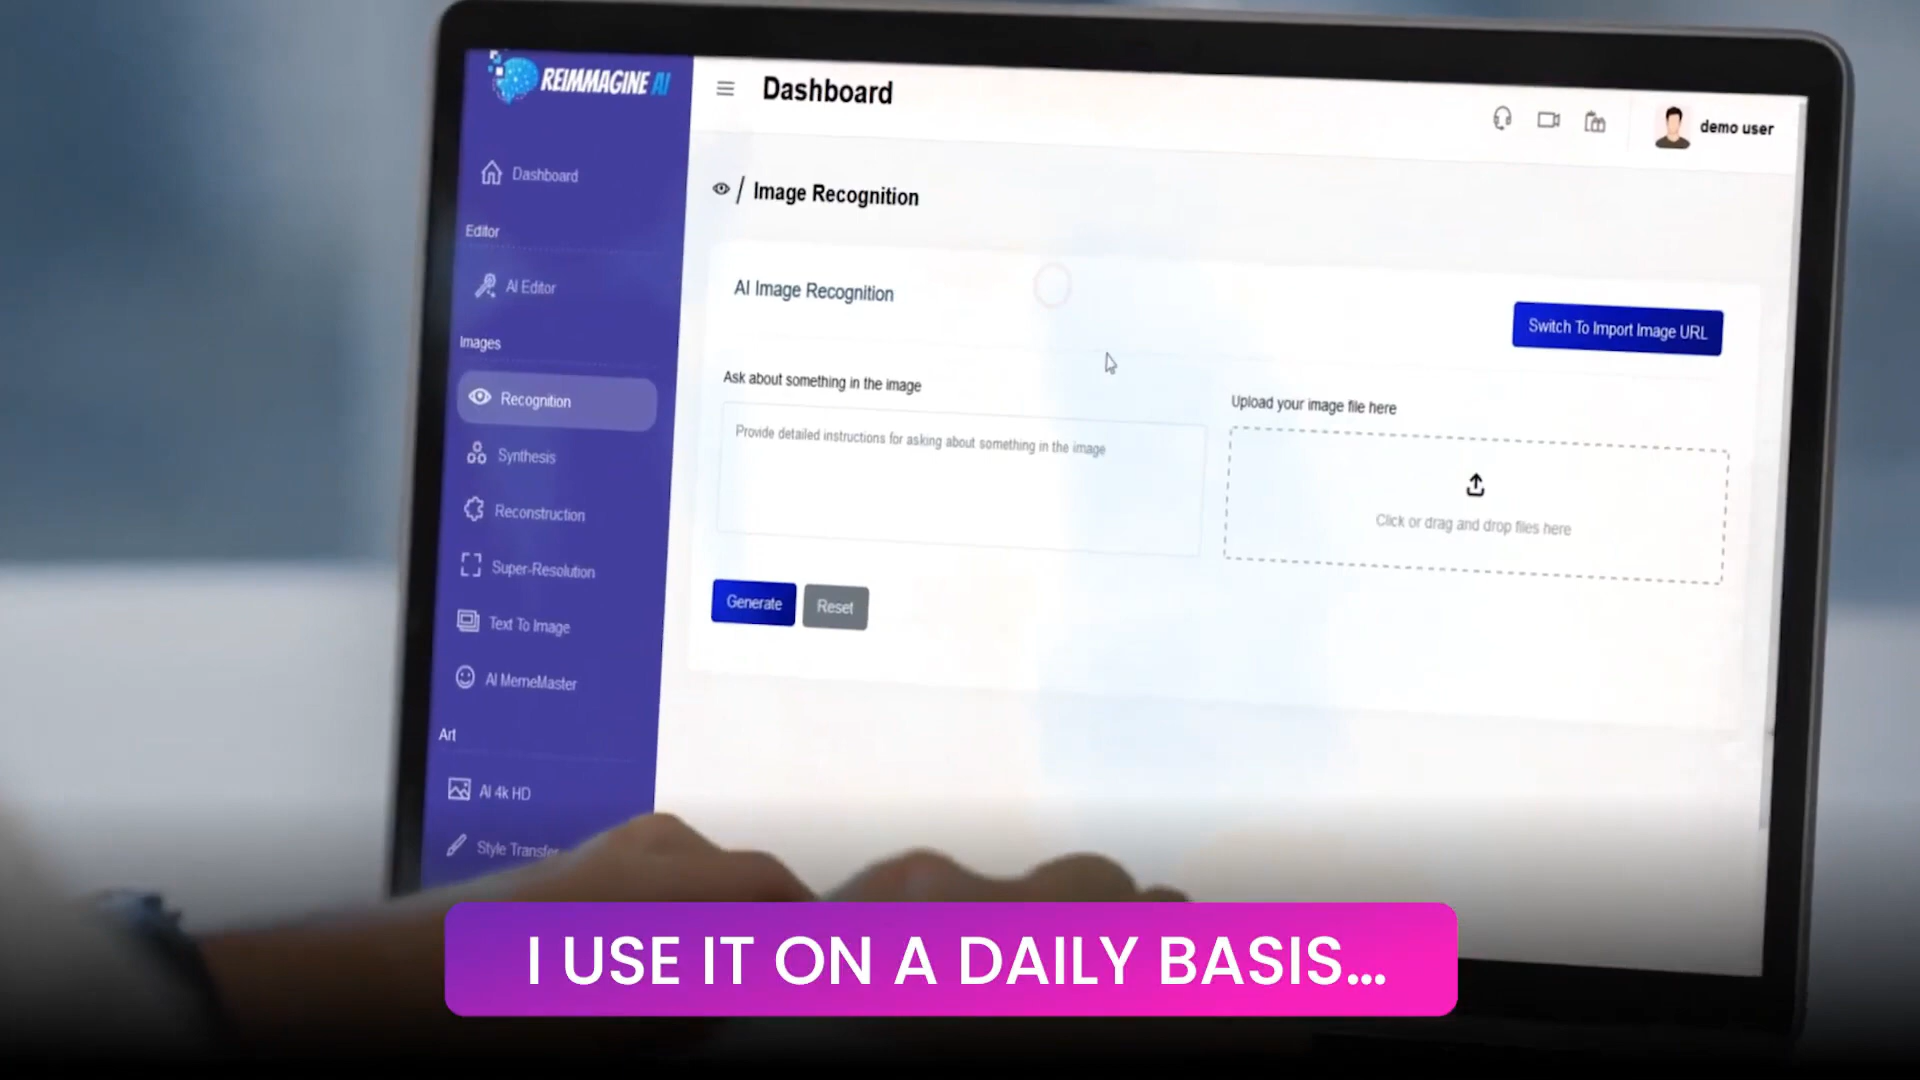 REIMMAGINE AI
Dashboard
demo user
Dashboard
Editor
AI Editor
Images
Recognition
Synthesis
Reconstruction
Super-Resolution
Text To Image
AI MemeMaster
Art
AI 4k HD
Style Transfer
/ Image Recognition
AI Image Recognition
Switch To Import Image URL
Ask about something in the image
Provide detailed instructions for asking about something in the image
Upload your image file here
Click or drag and drop files here
Generate
Reset
I USE IT ON A DAILY BASIS...